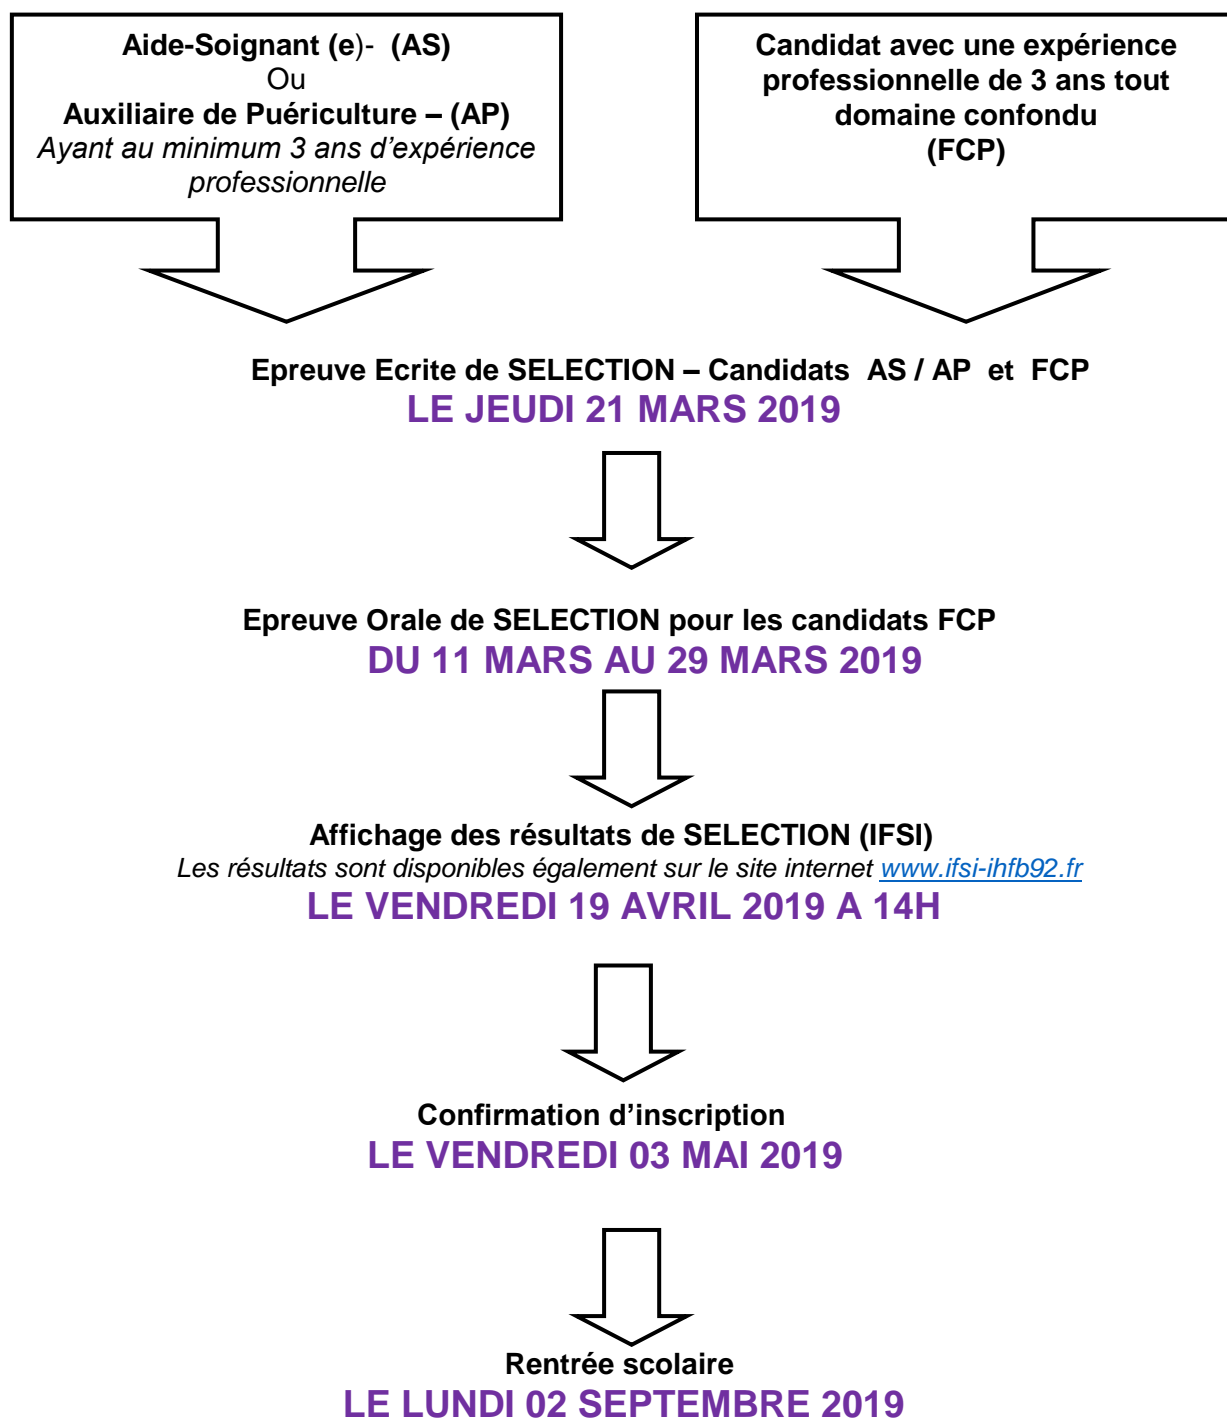 Aide-Soignant (e)- (AS)
Ou
Auxiliaire de Puériculture – (AP)
Ayant au minimum 3 ans d'expérience
professionnelle
Candidat avec une expérience
professionnelle de 3 ans tout
domaine confondu
(FCP)
Epreuve Ecrite de SELECTION – Candidats AS / AP et FCP
LE JEUDI 21 MARS 2019
Epreuve Orale de SELECTION pour les candidats FCP
DU 11 MARS AU 29 MARS 2019
Affichage des résultats de SELECTION (IFSI)
Les résultats sont disponibles également sur le site internet www.ifsi-ihfb92.fr
LE VENDREDI 19 AVRIL 2019 A 14H
Confirmation d'inscription
LE VENDREDI 03 MAI 2019
Rentrée scolaire
LE LUNDI 02 SEPTEMBRE 2019